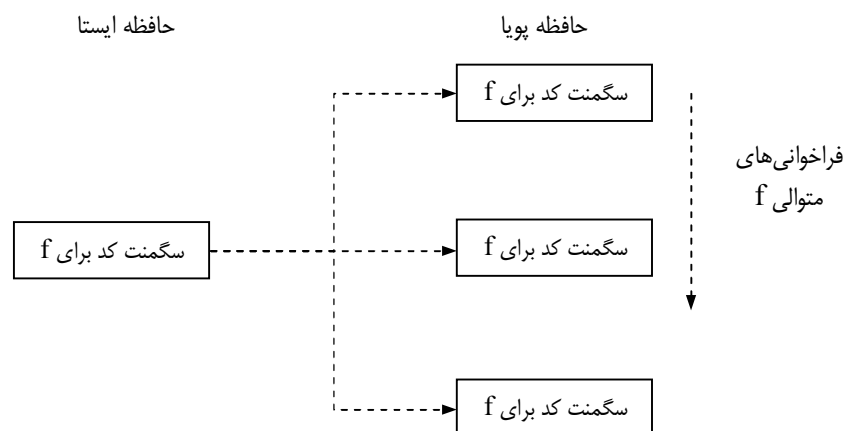 حافظه پویا
حافظه ایستا
سگمنت کد برای f
فراخوانی‌های
متوالی f
سگمنت کد برای f
سگمنت کد برای f
سگمنت کد برای f